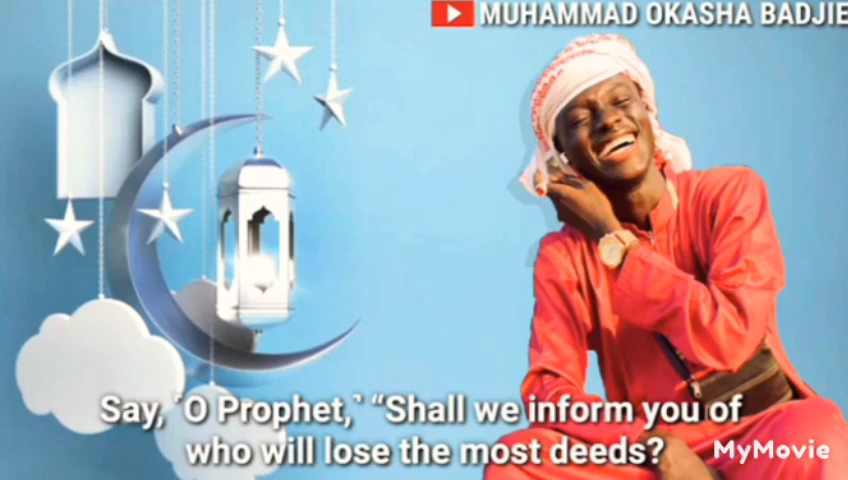 MUHAMMAD OKASHA BADJIE
Say, ˹O Prophet,˺ “Shall we inform you of
who will lose the most deeds?
MyMovie